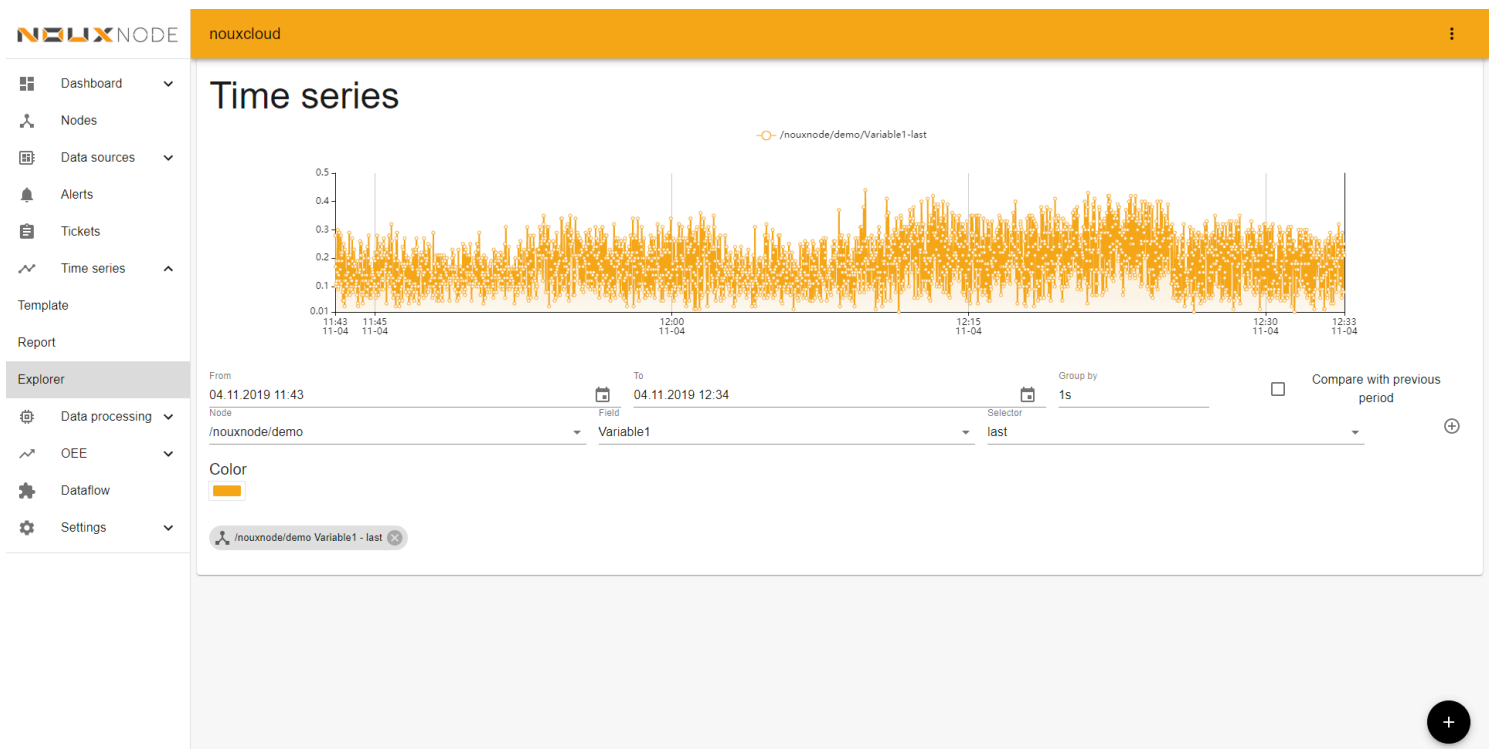 NOUXNODE
nouxcloud
Dashboard
Nodes
Data sources
Alerts
Tickets
Time series
Template
Report
Explorer
Data processing
OEE
Dataflow
Settings
Time series
/nouxnode/demo/Variable1-last
0.5
0.4
0.3
0.2
0.1
0.01
11:43 11:45 12:00 12:15 12:30 12:33
11-04 11-04 11-04 11-04 11-04 11-04
From To Group by
04.11.2019 11:43 04.11.2019 12:34 1s
Compare with previous
period
Node Field Selector
/nouxnode/demo Variable1 last
Color
/nouxnode/demo Variable1 - last